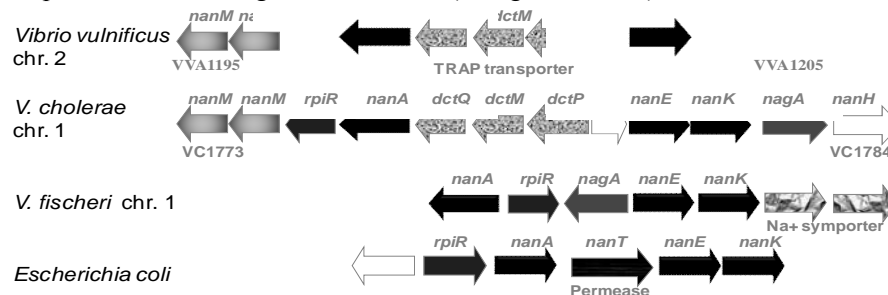 nanM
dctM
Vibrio vulnificus
chr. 2
VVA1195
TRAP transporter
VVA1205
nanM nanM rpiR nanA dctQ dctM dctP nanE nanK nagA nanH
V. cholerae
chr. 1
VC1773
VC1784
nanA rpiR nagA nanE nanK
V. fischeri chr. 1
Na+ symporter
rpiR nanA nanT nanE nanK
Escherichia coli
Permease